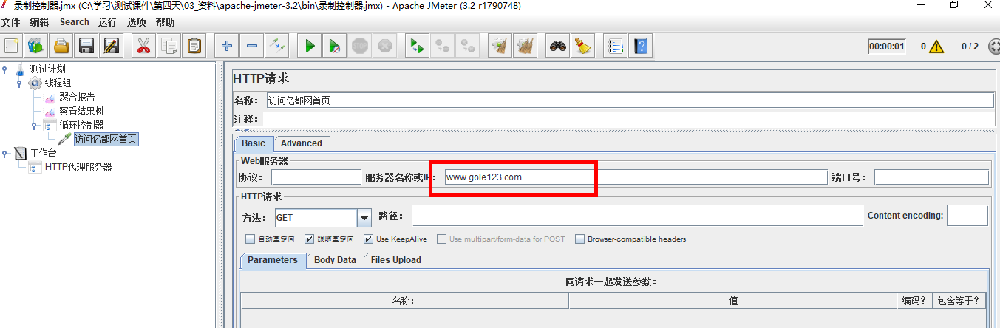 录制控制器.jmx (C:\学习\测试课件\第四天\03_资料\apache-jmeter-3.2\bin\录制控制器.jmx) - Apache JMeter (3.2 r1790748)
文件 编辑 Search 运行 选项 帮助
STOP 00:00:01 0 0 / 2
测试计划
线程组
聚合报告
察看结果树
循环控制器
访问亿都网首页
工作台
HTTP代理服务器
HTTP请求
名称: 访问亿都网首页
注释:
Basic Advanced
Web服务器
协议: 服务器名称或IP: www.gole123.com 端口号:
HTTP请求
方法: GET 路径: Content encoding:
自动重定向 跟随重定向 Use KeepAlive Use multipart/form-data for POST Browser-compatible headers
Parameters Body Data Files Upload
同请求一起发送参数:
名称: 值 编码? 包含等于?